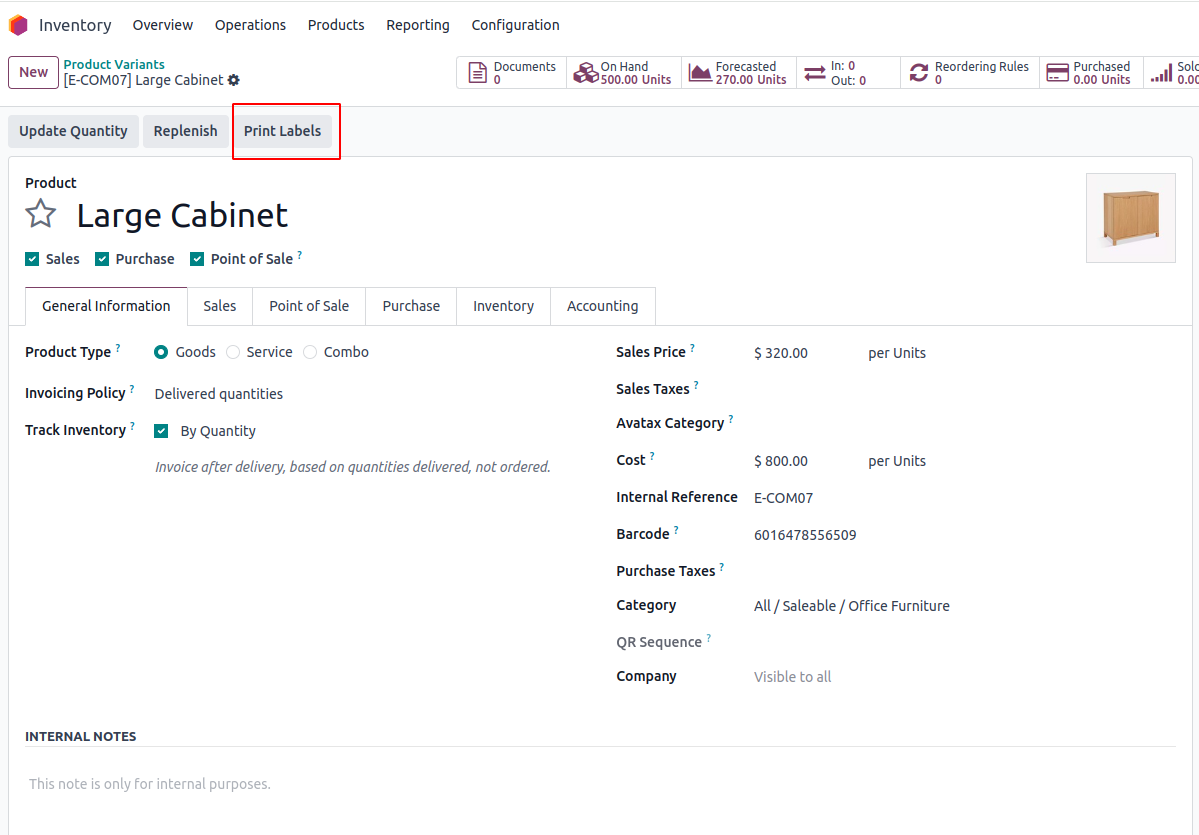 Inventory Overview Operations Products Reporting Configuration
New
Product Variants
[E-COM07] Large Cabinet
Documents
0
On Hand
500.00 Units
Forecasted
270.00 Units
In: 0
Out: 0
Reordering Rules
0
Purchased
0.00 Units
Sold
0.00
Update Quantity Replenish Print Labels
Product
Large Cabinet
Sales Purchase Point of Sale ?
General Information Sales Point of Sale Purchase Inventory Accounting
Product Type ? Goods Service Combo
Invoicing Policy ? Delivered quantities
Track Inventory ? By Quantity
Invoice after delivery, based on quantities delivered, not ordered.
Sales Price ? $ 320.00 per Units
Sales Taxes ?
Avatax Category ?
Cost ? $ 800.00 per Units
Internal Reference E-COM07
Barcode ? 6016478556509
Purchase Taxes ?
Category All / Saleable / Office Furniture
QR Sequence ?
Company Visible to all
INTERNAL NOTES
This note is only for internal purposes.